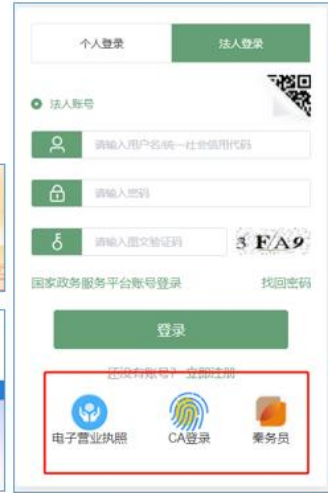 个人登录 法人登录
法人账号
请输入用户名/统一社会信用代码
请输入密码
请输入图文验证码 3 FA9
国家政务服务平台账号登录 找回密码
登录
还没有账号? 立即注册
电子营业执照 CA登录 秦务员